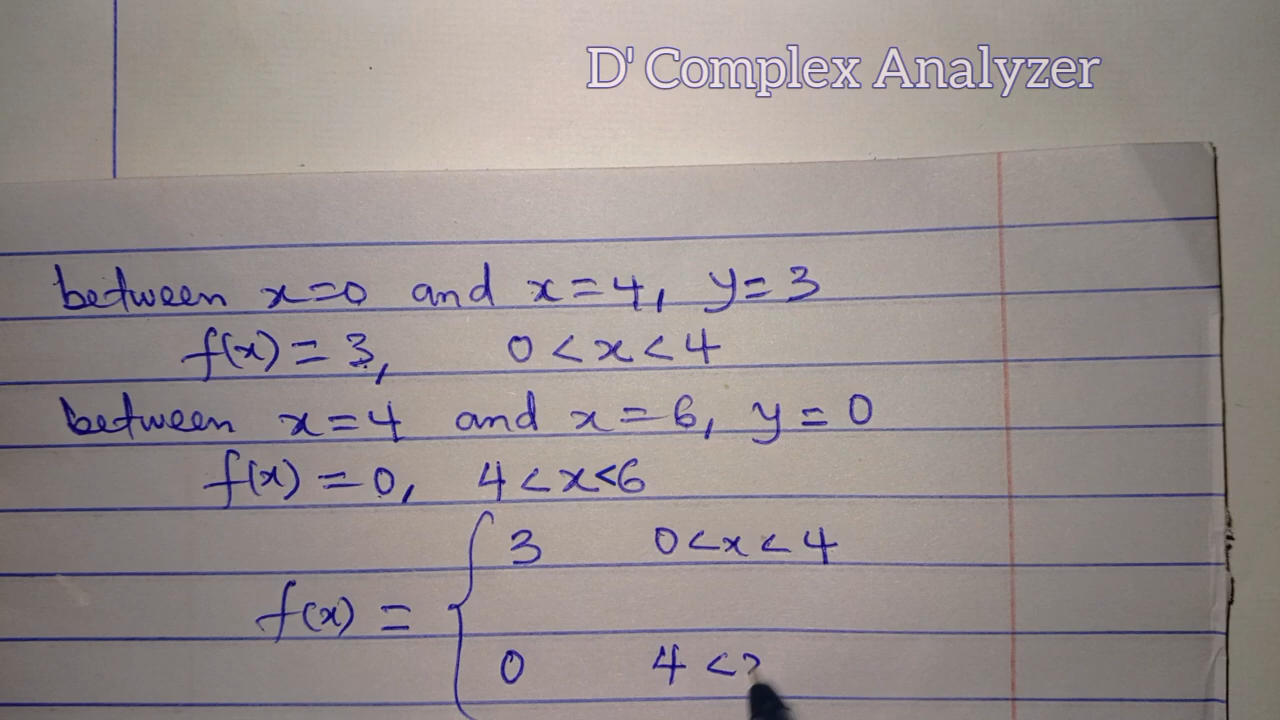 D' Complex Analyzer
between x=0 and x=4, y=3
f(x) = 3, 0<x<4
between x=4 and x=6, y=0
f(x) = 0, 4<x<6
3 0<x<4
f(x) = {
0 4<